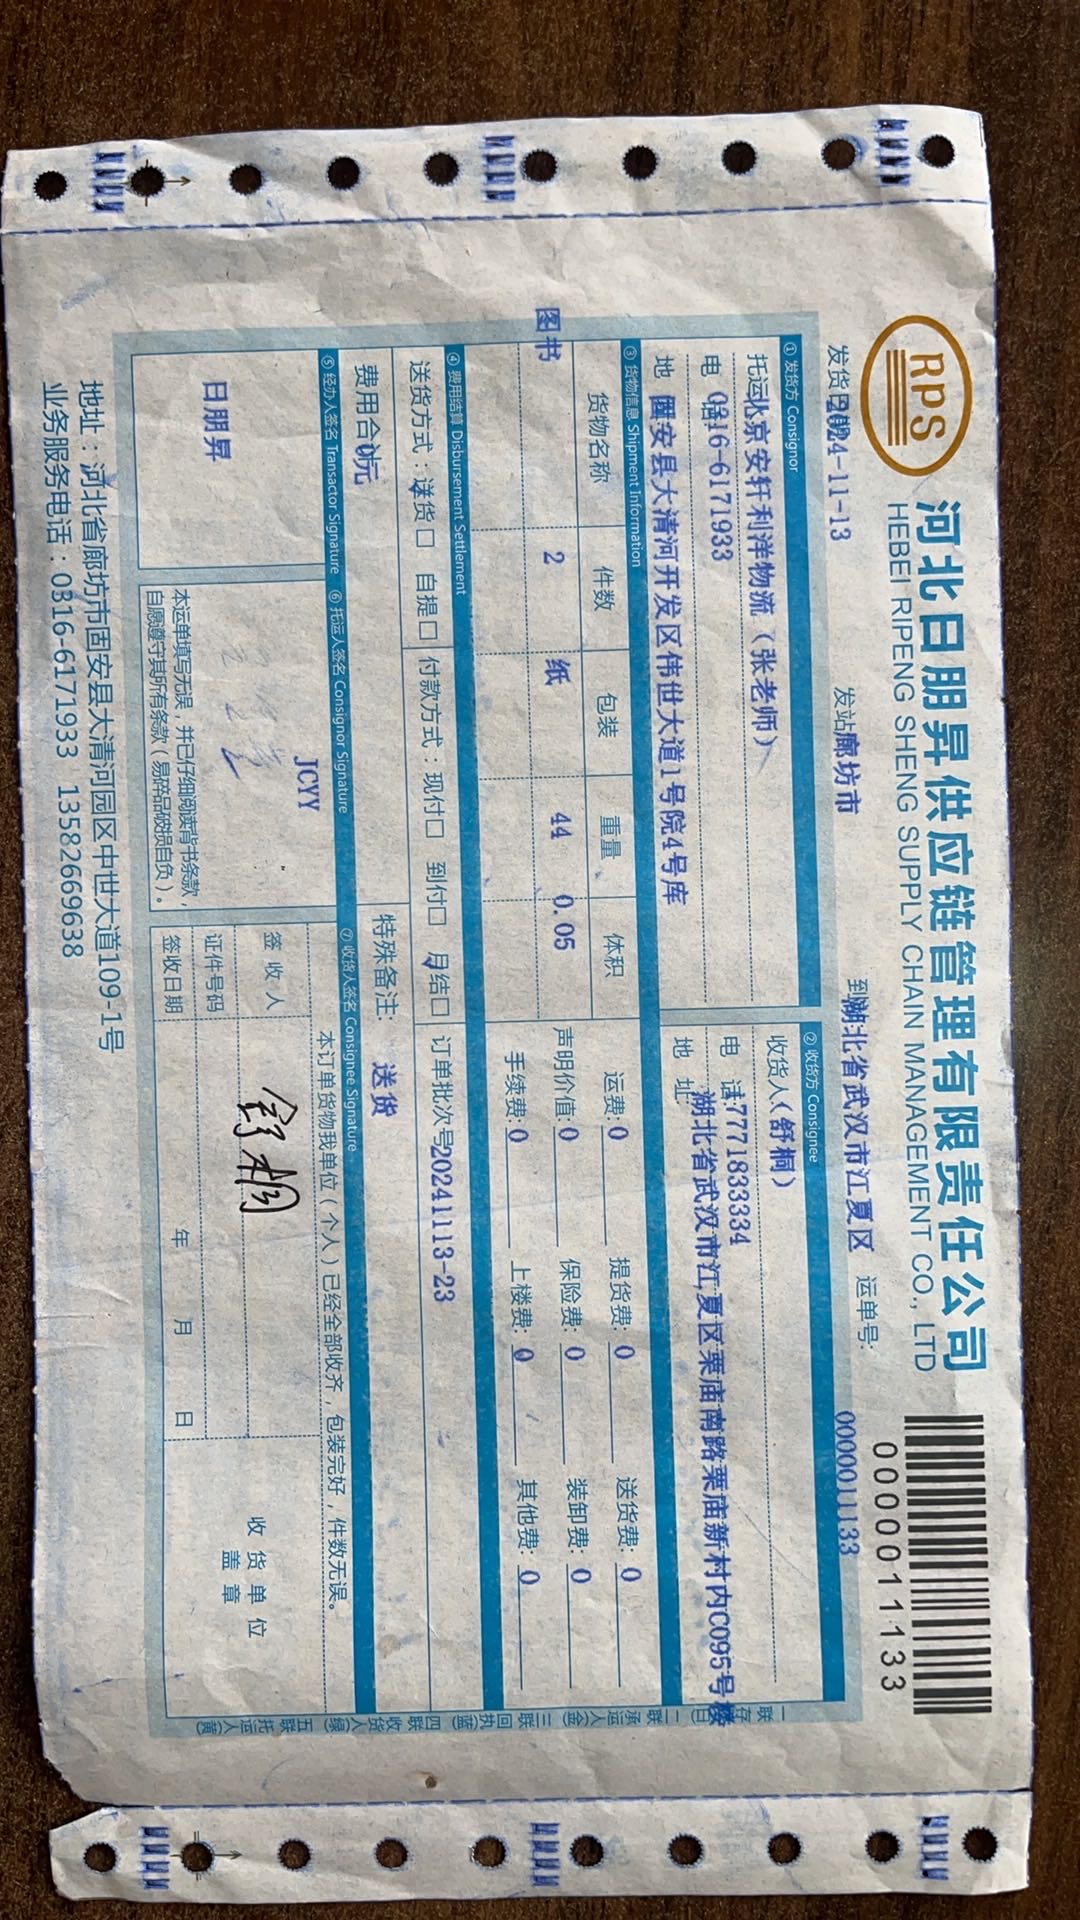 RPS
河北日朋昇供应链管理有限责任公司
HEBEI RIPENG SHENG SUPPLY CHAIN MANAGEMENT CO., LTD
0000011133
发货日期2024-11-13 发站廊坊市 到湖北省武汉市江夏区 运单号: 0000011133
① 发货方 Consignor ② 收货方 Consignee
托运人北京安轩利洋物流（张老师） 收货人（舒桐）
电话0316-6171933 电 话:7771833334
地 固安县大清河开发区伟世大道1号院4号库 地 址 湖北省武汉市江夏区栗庙南路栗庙新村内C095号楼
③ 货物信息 Shipment Information
货物名称 件数 包装 重量 体积 运费: 0 提货费: 0 送货费: 0
图书 2 纸 44 0.05 声明价值: 0 保险费: 0 装卸费: 0
手续费: 0 上楼费: 0 其他费: 0
④ 费用结算 Disbursement Settlement
送货方式：送货□ 自提□ 付款方式：现付□ 到付□ 月结□ 订单批次号20241113-23
费用合计0元 特殊备注: 送货
⑤ 经办人签名 Transactor Signature ⑥ 托运人签名 Consignor Signature ⑦ 收货人签名 Consignee Signature
日朋昇
JCYY
本运单填写无误，并已仔细阅读背书条款，
自愿遵守其所有条款（易碎品破损自负）。
本订单货物我单位（个人）已经全部收齐，包装完好，件数无误。
签 收 人 舒桐
证件号码
签收日期 年 月 日
收 货 单 位
盖 章
一联存根(白) 二联承运人(金) 三联回执(蓝) 四联收货人(绿) 五联托运人(黄)
地址：河北省廊坊市固安县大清河园区中世大道109-1号
业务服务电话：0316-6171933 13582669638